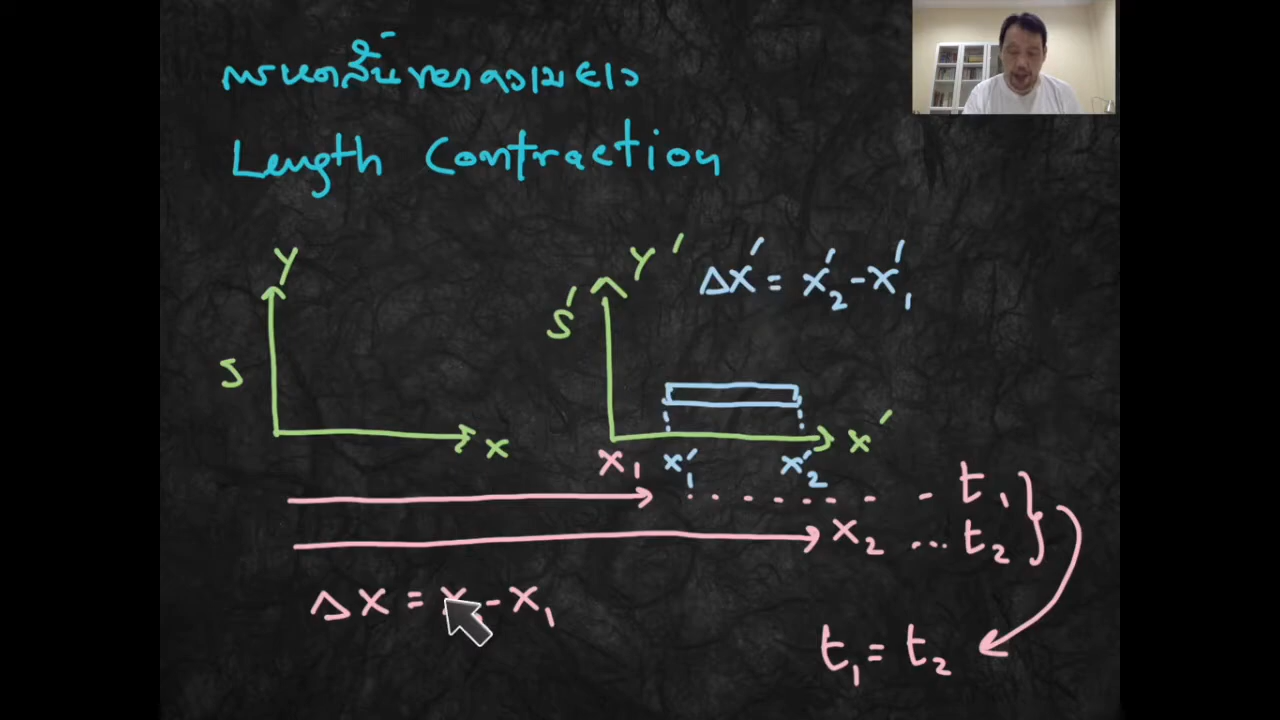 การหดสั้นของความยาว
Length Contraction
Y
S
x
Y'
S'
Δx' = x'₂ - x'₁
x'
x₁ x'₁ x'₂
t₁
x₂ ... t₂
Δx = x₂ - x₁
t₁ = t₂